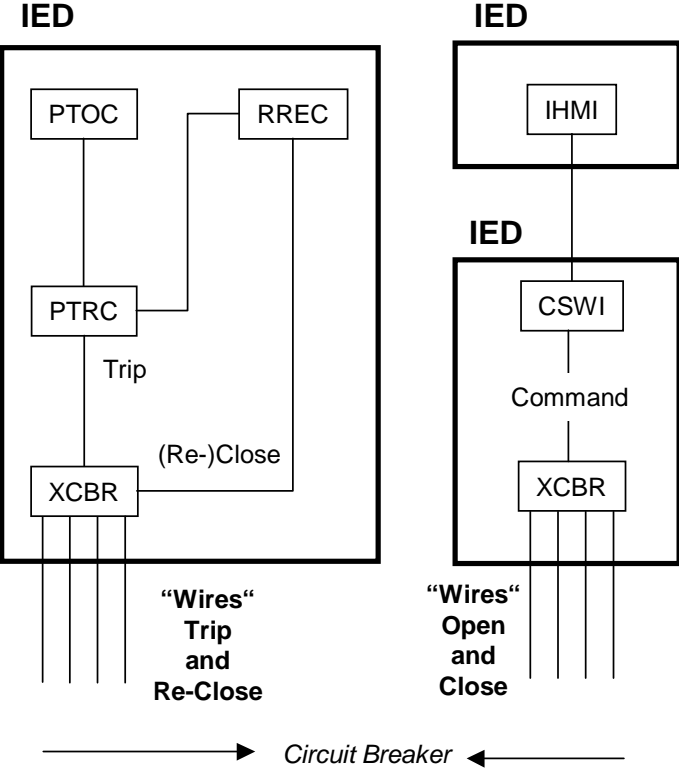 IED
PTOC
RREC
PTRC
Trip
(Re-)Close
XCBR
“Wires“
Trip
and
Re-Close
IED
IHMI
IED
CSWI
Command
XCBR
“Wires“
Open
and
Close
Circuit Breaker